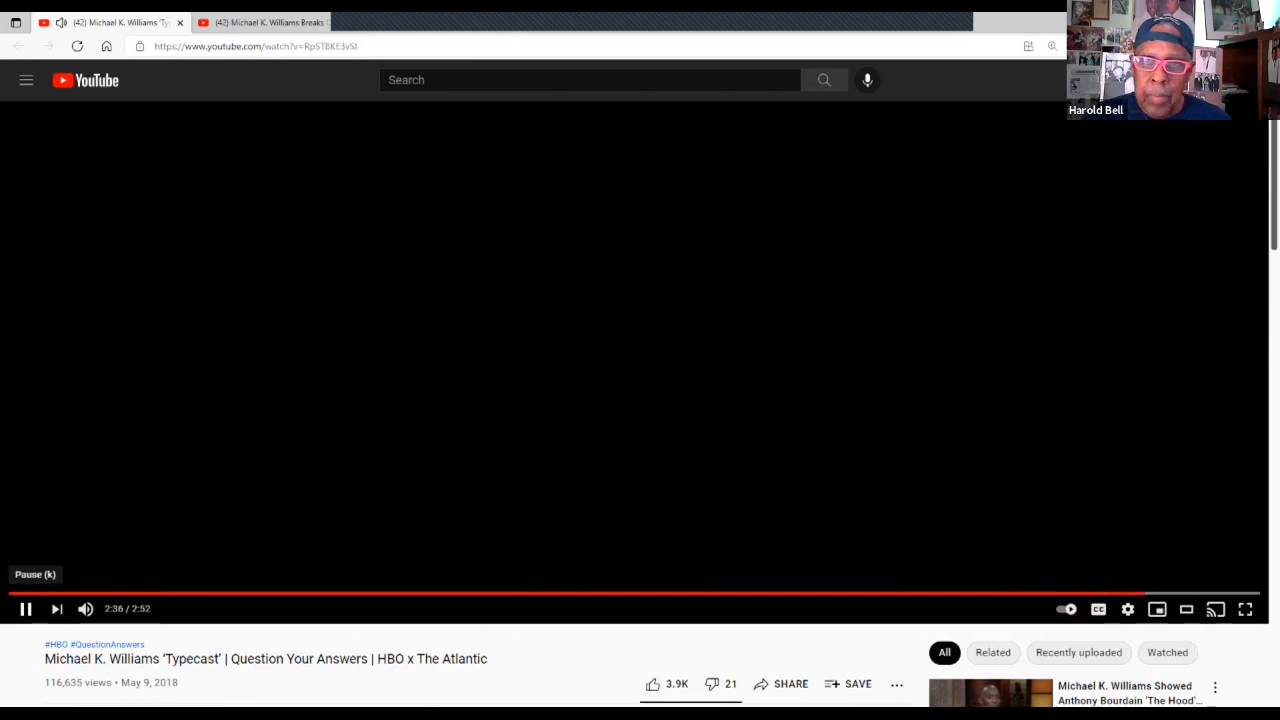 (42) Michael K. Williams 'Ty
(42) Michael K. Williams Breaks
https://www.youtube.com/watch?v=RpST8KE3vSI
YouTube
Search
Harold Bell
Pause (k)
2:36 / 2:52
CC
#HBO #QuestionAnswers
Michael K. Williams ‘Typecast’ | Question Your Answers | HBO x The Atlantic
116,635 views • May 9, 2018
3.9K
21
SHARE
SAVE
All
Related
Recently uploaded
Watched
Michael K. Williams Showed
Anthony Bourdain 'The Hood'...